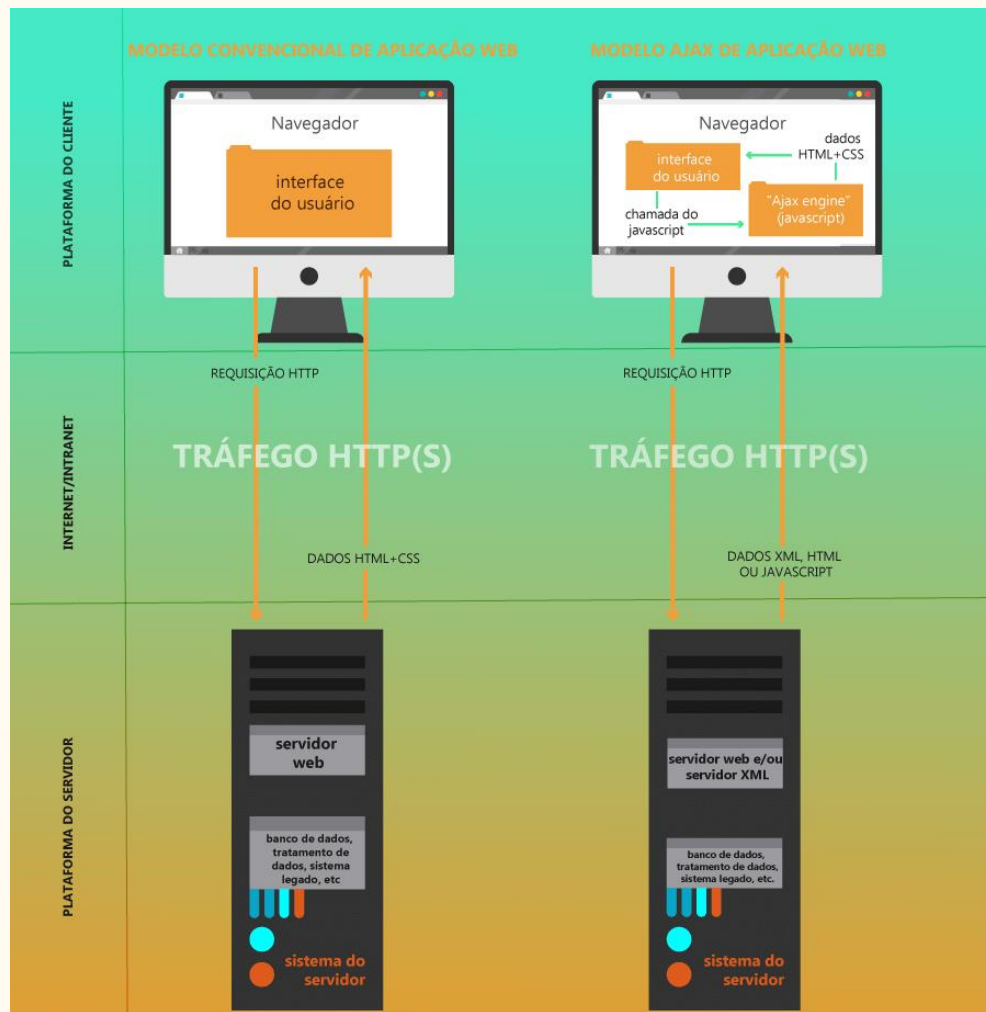 MODELO CONVENCIONAL DE APLICAÇÃO WEB
MODELO AJAX DE APLICAÇÃO WEB
PLATAFORMA DO CLIENTE
Navegador
interface
do usuário
Navegador
dados
HTML+CSS
interface
do usuário
"Ajax engine"
(javascript)
chamada do
javascript
INTERNET/INTRANET
REQUISIÇÃO HTTP
TRÁFEGO HTTP(S)
DADOS HTML+CSS
REQUISIÇÃO HTTP
TRÁFEGO HTTP(S)
DADOS XML, HTML
OU JAVASCRIPT
PLATAFORMA DO SERVIDOR
servidor
web
banco de dados,
tratamento de
dados, sistema
legado, etc
sistema do
servidor
servidor web e/ou
servidor XML
banco de dados,
tratamento de dados,
sistema legado, etc.
sistema do
servidor